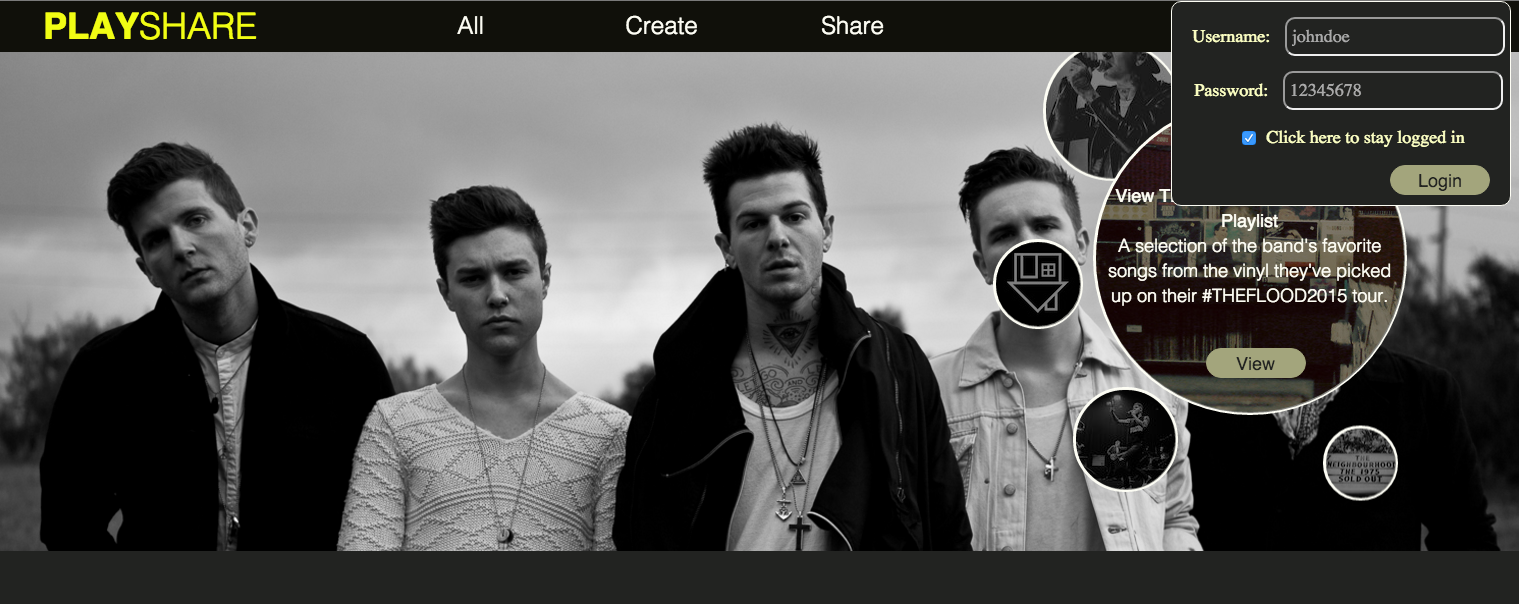 PLAYSHARE
All
Create
Share
Username:
johndoe
Password:
12345678
Click here to stay logged in
Login
View T
Playlist
A selection of the band's favorite
songs from the vinyl they've picked
up on their #THEFLOOD2015 tour.
View
THE
NEIGHBOURHOOD
THE 1975
SOLD OUT